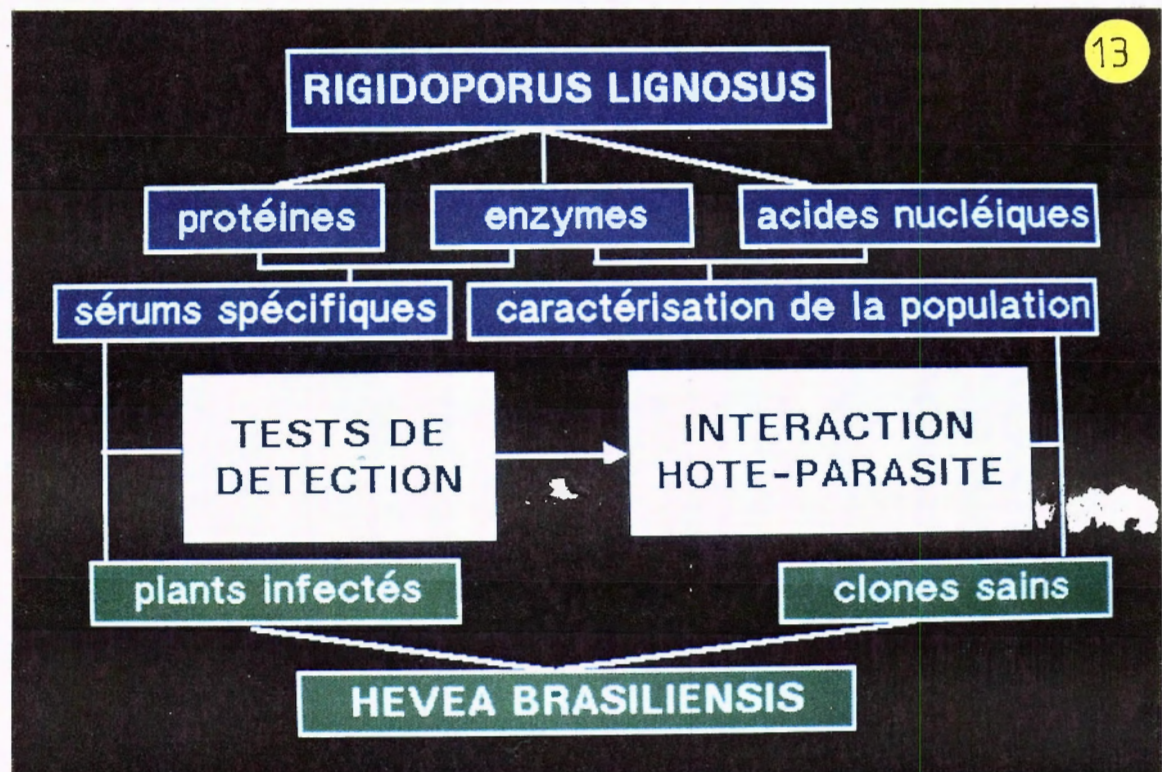 13
RIGIDOPORUS LIGNOSUS
protéines
enzymes
acides nucléiques
sérums spécifiques
caractérisation de la population
TESTS DE
DETECTION
INTERACTION
HOTE-PARASITE
plants infectés
clones sains
HEVEA BRASILIENSIS